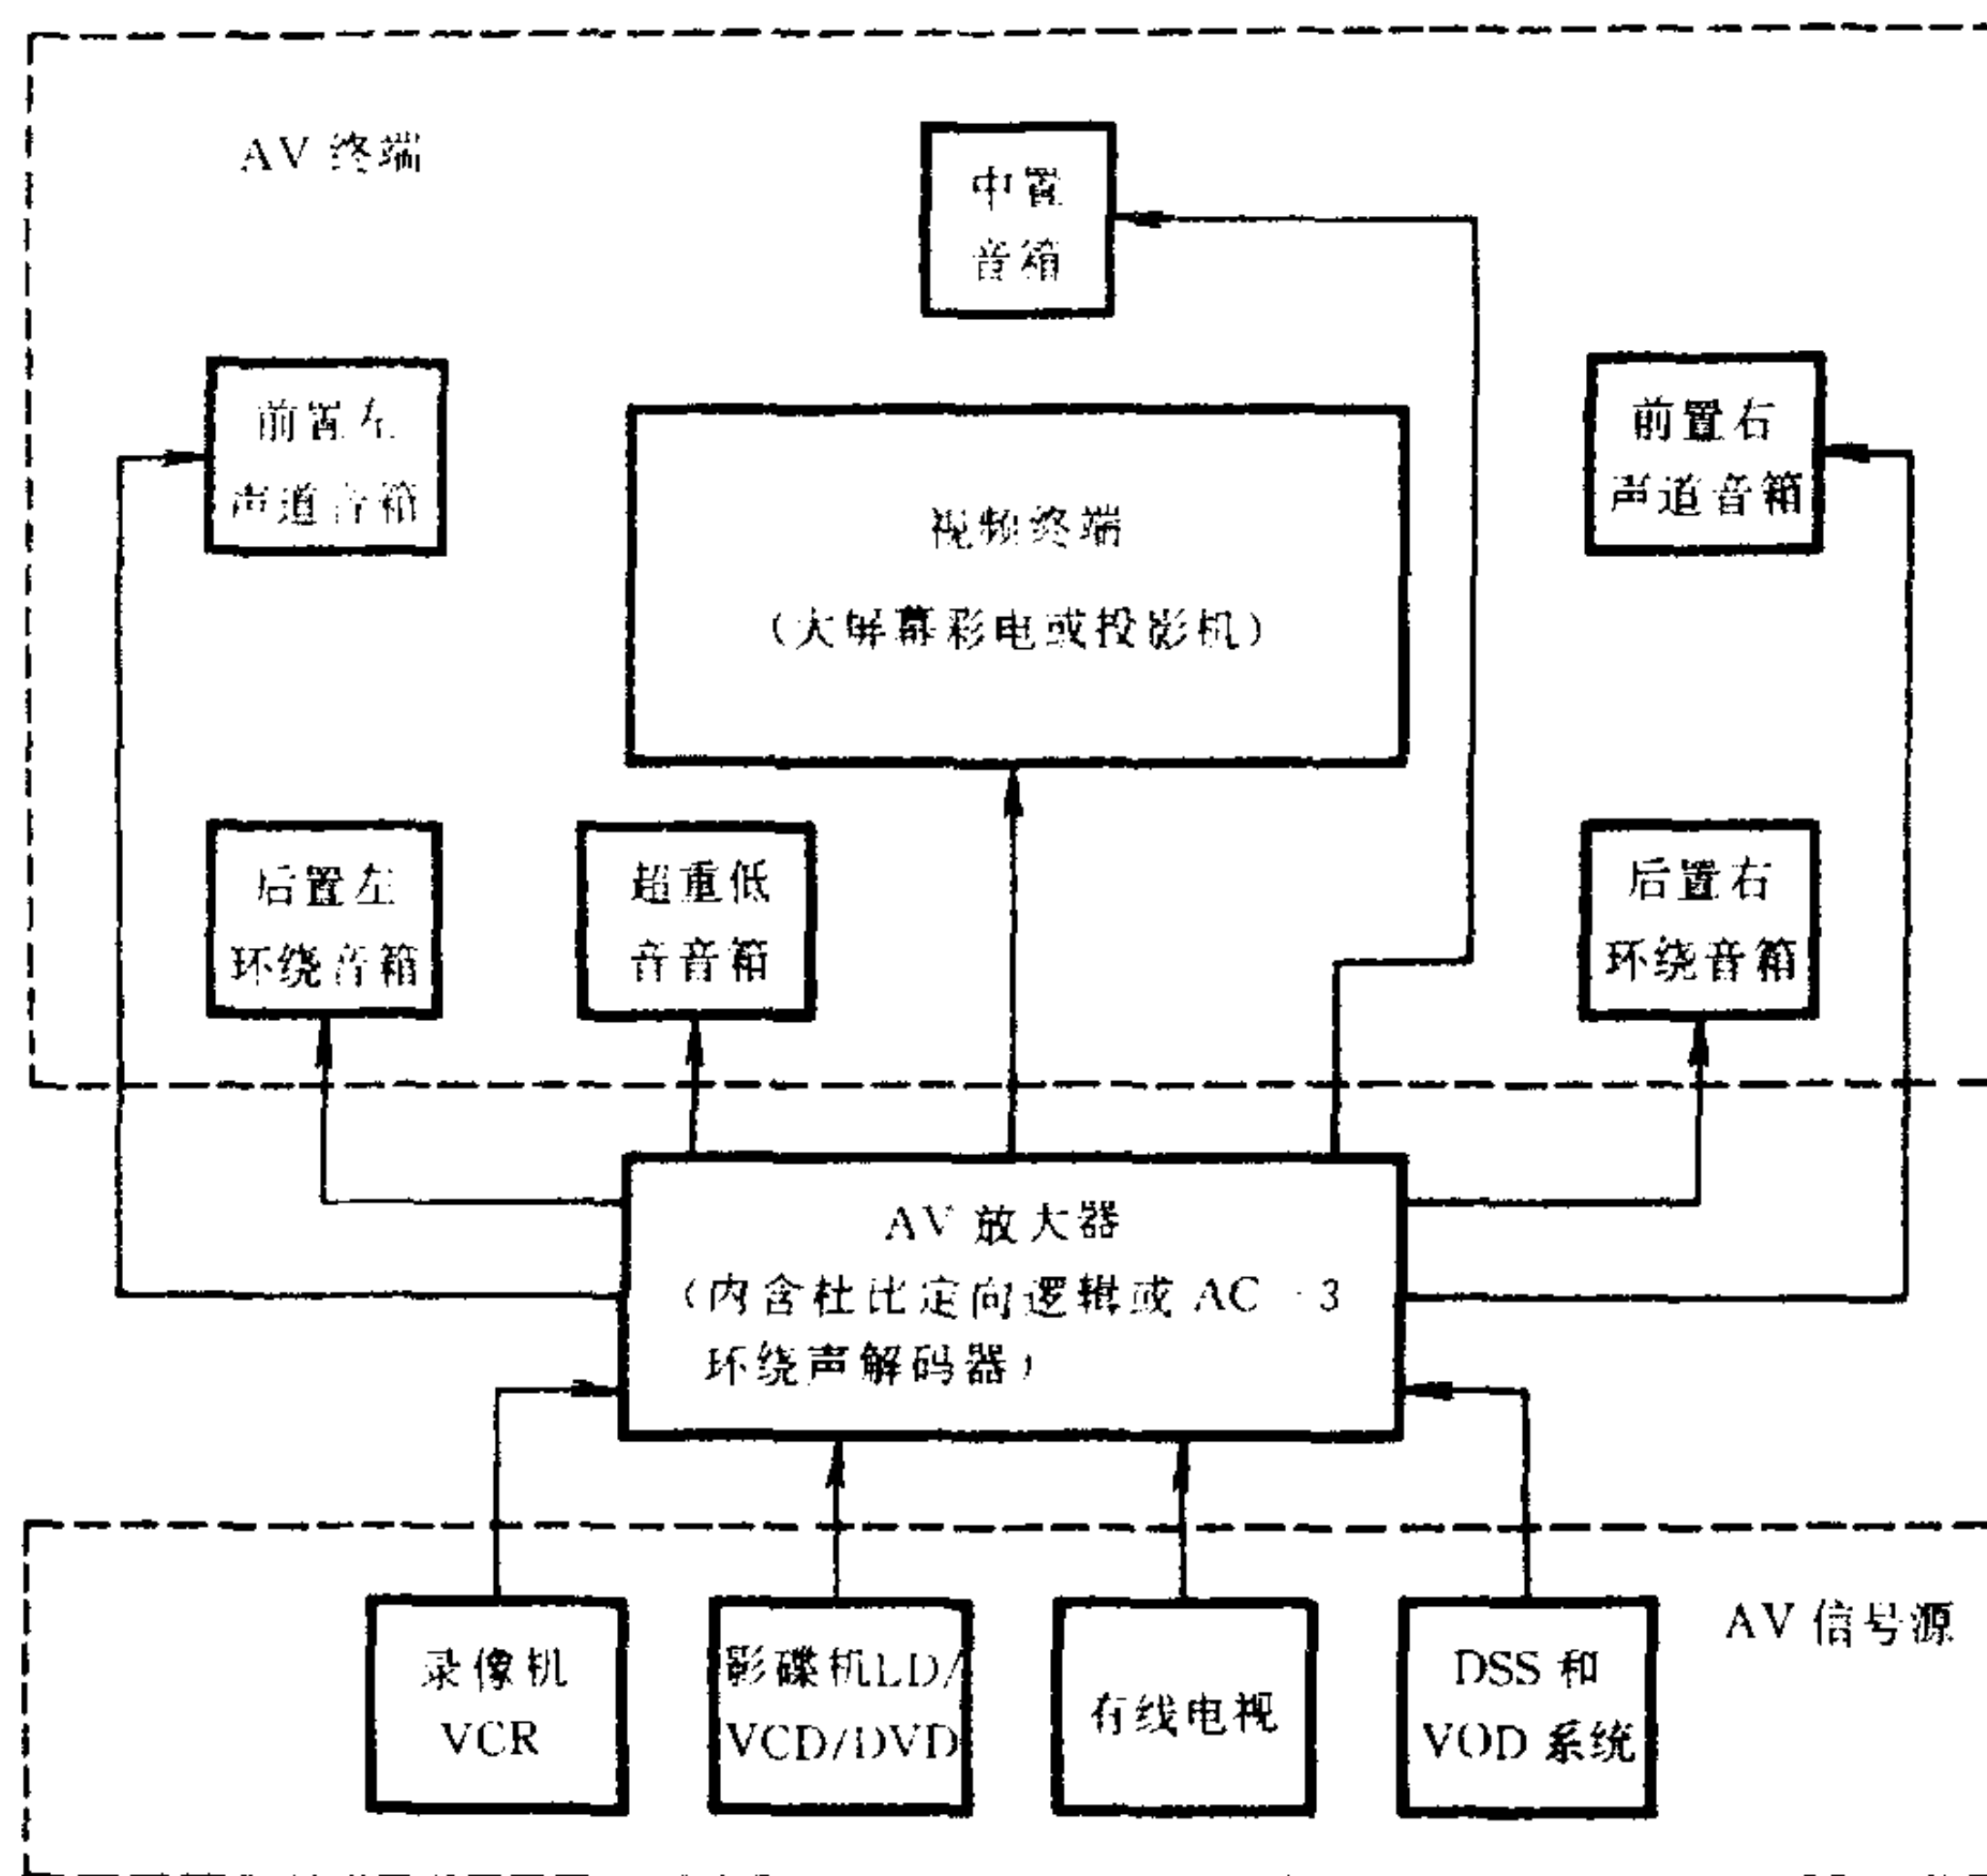 AV 终端
中置
音箱
前置左
声道音箱
前置右
声道音箱
视频终端
（大屏幕彩电或投影机）
后置左
环绕音箱
超重低
音音箱
后置右
环绕音箱
AV 放大器
（内含杜比定向逻辑或 AC-3
环绕声解码器）
AV 信号源
录像机
VCR
影碟机LD/
VCD/DVD
有线电视
DSS 和
VOD 系统